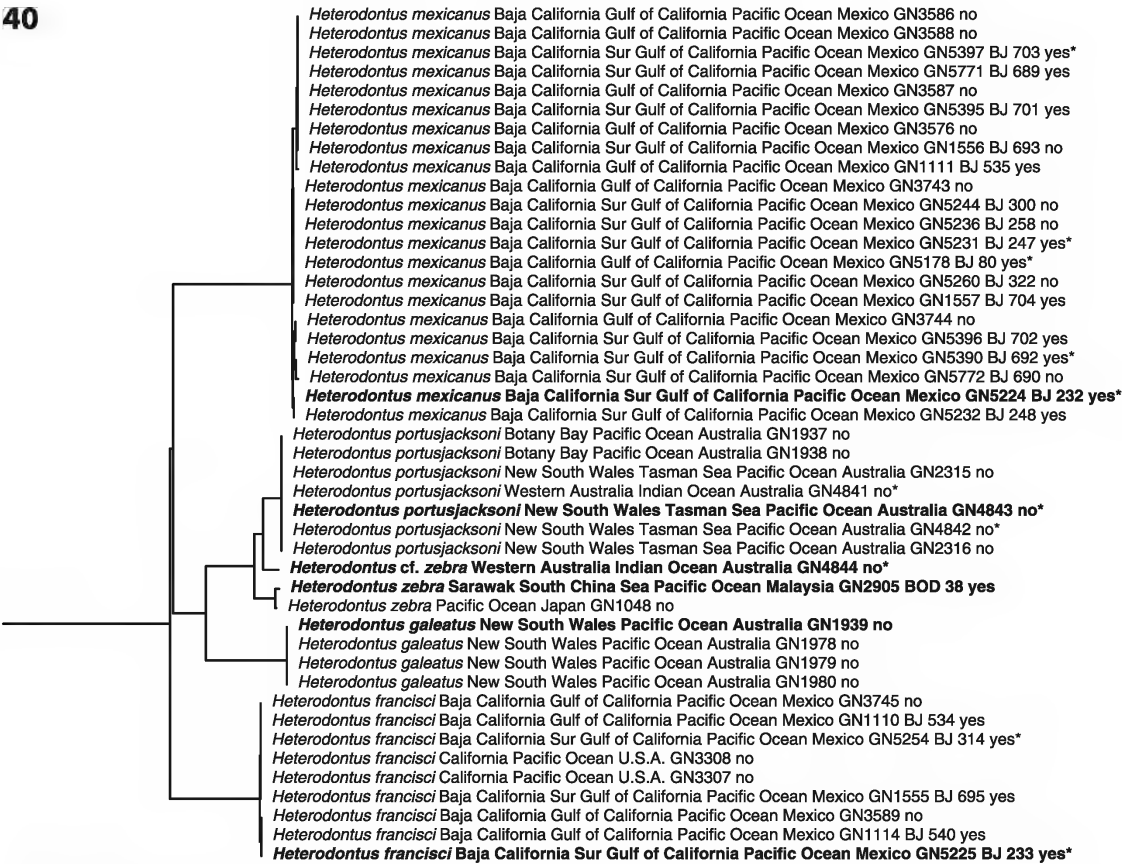 40
Heterodontus mexicanus Baja California Gulf of California Pacific Ocean Mexico GN3586 no
Heterodontus mexicanus Baja California Gulf of California Pacific Ocean Mexico GN3588 no
Heterodontus mexicanus Baja California Sur Gulf of California Pacific Ocean Mexico GN5397 BJ 703 yes*
Heterodontus mexicanus Baja California Sur Gulf of California Pacific Ocean Mexico GN5771 BJ 689 yes
Heterodontus mexicanus Baja California Gulf of California Pacific Ocean Mexico GN3587 no
Heterodontus mexicanus Baja California Sur Gulf of California Pacific Ocean Mexico GN5395 BJ 701 yes
Heterodontus mexicanus Baja California Gulf of California Pacific Ocean Mexico GN3576 no
Heterodontus mexicanus Baja California Sur Gulf of California Pacific Ocean Mexico GN1556 BJ 693 no
Heterodontus mexicanus Baja California Gulf of California Pacific Ocean Mexico GN1111 BJ 535 yes
Heterodontus mexicanus Baja California Gulf of California Pacific Ocean Mexico GN3743 no
Heterodontus mexicanus Baja California Sur Gulf of California Pacific Ocean Mexico GN5244 BJ 300 no
Heterodontus mexicanus Baja California Sur Gulf of California Pacific Ocean Mexico GN5236 BJ 258 no
Heterodontus mexicanus Baja California Sur Gulf of California Pacific Ocean Mexico GN5231 BJ 247 yes*
Heterodontus mexicanus Baja California Gulf of California Pacific Ocean Mexico GN5178 BJ 80 yes*
Heterodontus mexicanus Baja California Sur Gulf of California Pacific Ocean Mexico GN5260 BJ 322 no
Heterodontus mexicanus Baja California Sur Gulf of California Pacific Ocean Mexico GN1557 BJ 704 yes
Heterodontus mexicanus Baja California Gulf of California Pacific Ocean Mexico GN3744 no
Heterodontus mexicanus Baja California Sur Gulf of California Pacific Ocean Mexico GN5396 BJ 702 yes
Heterodontus mexicanus Baja California Sur Gulf of California Pacific Ocean Mexico GN5390 BJ 692 yes*
Heterodontus mexicanus Baja California Sur Gulf of California Pacific Ocean Mexico GN5772 BJ 690 no
Heterodontus mexicanus Baja California Sur Gulf of California Pacific Ocean Mexico GN5224 BJ 232 yes*
Heterodontus mexicanus Baja California Sur Gulf of California Pacific Ocean Mexico GN5232 BJ 248 yes
Heterodontus portusjacksoni Botany Bay Pacific Ocean Australia GN1937 no
Heterodontus portusjacksoni Botany Bay Pacific Ocean Australia GN1938 no
Heterodontus portusjacksoni New South Wales Tasman Sea Pacific Ocean Australia GN2315 no
Heterodontus portusjacksoni Western Australia Indian Ocean Australia GN4841 no*
Heterodontus portusjacksoni New South Wales Tasman Sea Pacific Ocean Australia GN4843 no*
Heterodontus portusjacksoni New South Wales Tasman Sea Pacific Ocean Australia GN4842 no*
Heterodontus portusjacksoni New South Wales Tasman Sea Pacific Ocean Australia GN2316 no
Heterodontus cf. zebra Western Australia Indian Ocean Australia GN4844 no*
Heterodontus zebra Sarawak South China Sea Pacific Ocean Malaysia GN2905 BOD 38 yes
Heterodontus zebra Pacific Ocean Japan GN1048 no
Heterodontus galeatus New South Wales Pacific Ocean Australia GN1939 no
Heterodontus galeatus New South Wales Pacific Ocean Australia GN1978 no
Heterodontus galeatus New South Wales Pacific Ocean Australia GN1979 no
Heterodontus galeatus New South Wales Pacific Ocean Australia GN1980 no
Heterodontus francisci Baja California Gulf of California Pacific Ocean Mexico GN3745 no
Heterodontus francisci Baja California Gulf of California Pacific Ocean Mexico GN1110 BJ 534 yes
Heterodontus francisci Baja California Sur Gulf of California Pacific Ocean Mexico GN5254 BJ 314 yes*
Heterodontus francisci California Pacific Ocean U.S.A. GN3308 no
Heterodontus francisci California Pacific Ocean U.S.A. GN3307 no
Heterodontus francisci Baja California Sur Gulf of California Pacific Ocean Mexico GN1555 BJ 695 yes
Heterodontus francisci Baja California Gulf of California Pacific Ocean Mexico GN3589 no
Heterodontus francisci Baja California Gulf of California Pacific Ocean Mexico GN1114 BJ 540 yes
Heterodontus francisci Baja California Sur Gulf of California Pacific Ocean Mexico GN5225 BJ 233 yes*